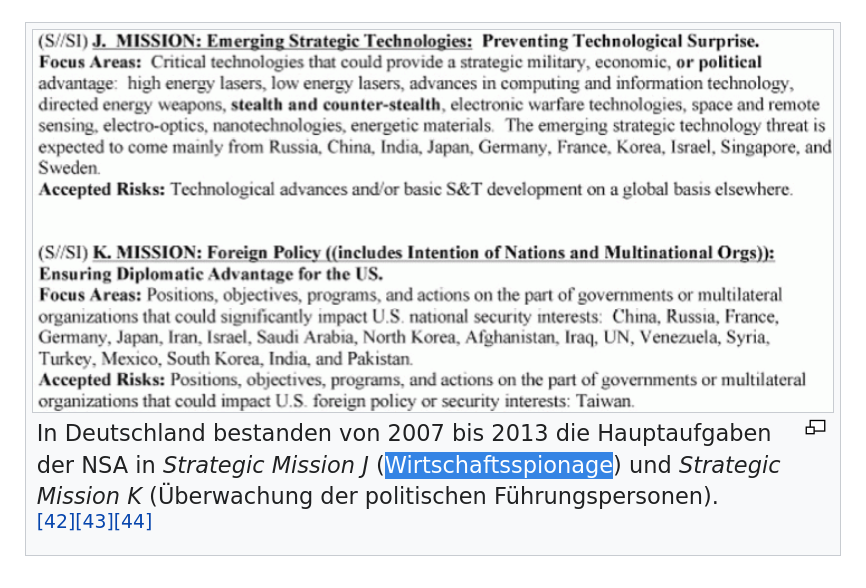 (S//SI) J. MISSION: Emerging Strategic Technologies: Preventing Technological Surprise.
Focus Areas: Critical technologies that could provide a strategic military, economic, or political
advantage: high energy lasers, low energy lasers, advances in computing and information technology,
directed energy weapons, stealth and counter-stealth, electronic warfare technologies, space and remote
sensing, electro-optics, nanotechnologies, energetic materials. The emerging strategic technology threat is
expected to come mainly from Russia, China, India, Japan, Germany, France, Korea, Israel, Singapore, and
Sweden.
Accepted Risks: Technological advances and/or basic S&T development on a global basis elsewhere.
(S//SI) K. MISSION: Foreign Policy ((includes Intention of Nations and Multinational Orgs)):
Ensuring Diplomatic Advantage for the US.
Focus Areas: Positions, objectives, programs, and actions on the part of governments or multilateral
organizations that could significantly impact U.S. national security interests: China, Russia, France,
Germany, Japan, Iran, Israel, Saudi Arabia, North Korea, Afghanistan, Iraq, UN, Venezuela, Syria,
Turkey, Mexico, South Korea, India, and Pakistan.
Accepted Risks: Positions, objectives, programs, and actions on the part of governments or multilateral
organizations that could impact U.S. foreign policy or security interests: Taiwan.
In Deutschland bestanden von 2007 bis 2013 die Hauptaufgaben
der NSA in Strategic Mission J (Wirtschaftsspionage) und Strategic
Mission K (Überwachung der politischen Führungspersonen).
[42][43][44]